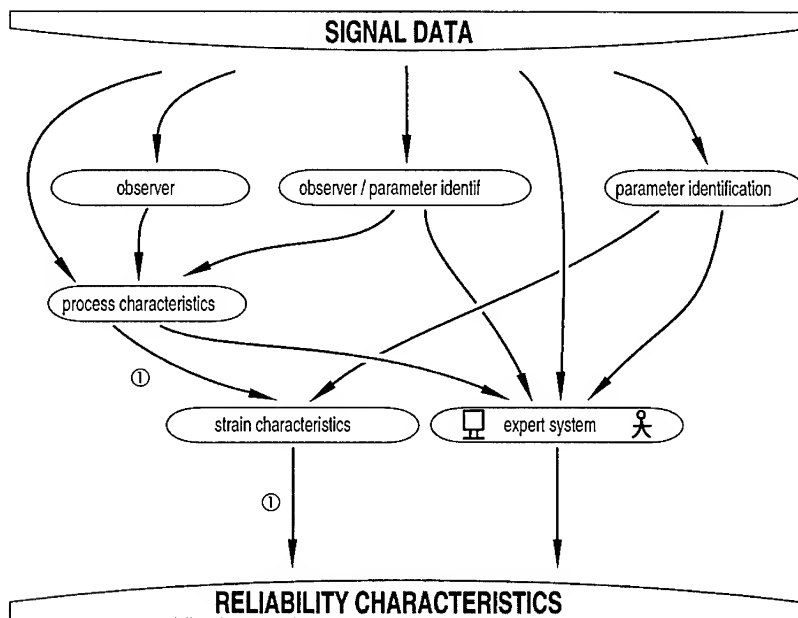 SIGNAL DATA
observer
observer / parameter identif
parameter identification
process characteristics
①
strain characteristics
expert system
①
RELIABILITY CHARACTERISTICS